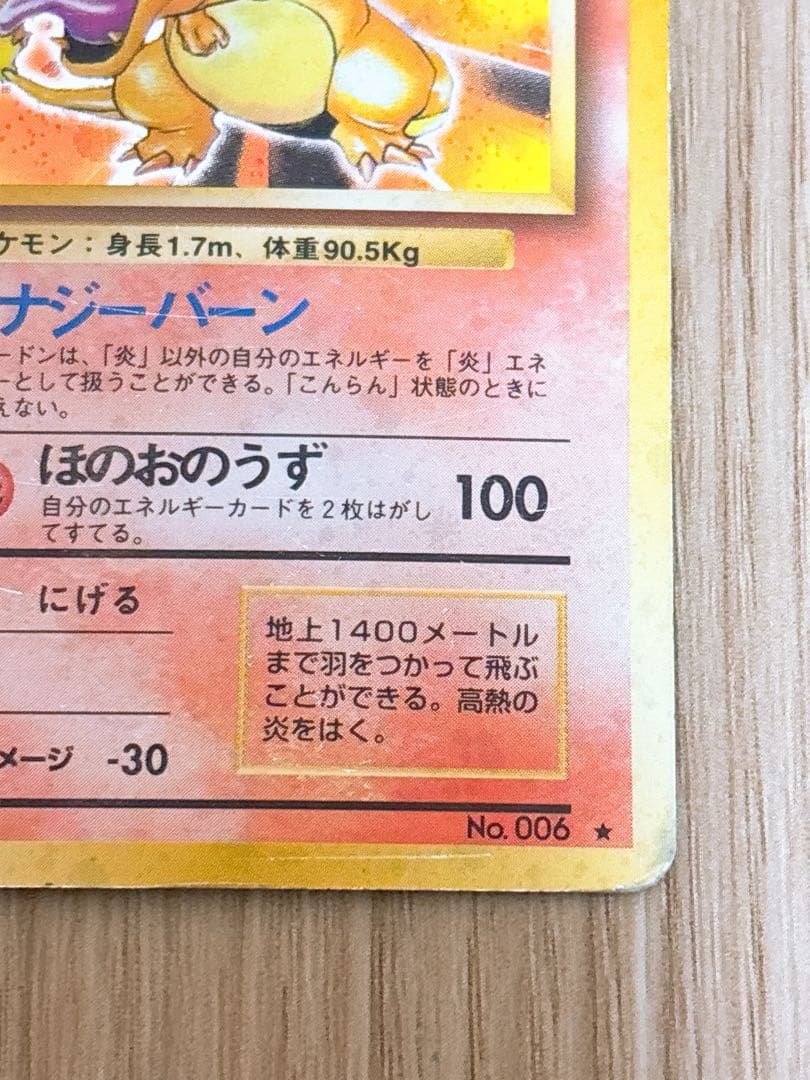 ケモン：身長1.7m、体重90.5Kg
ナジーバーン
ードンは、「炎」以外の自分のエネルギーを「炎」エネ
ーとして扱うことができる。「こんらん」状態のときに
えない。
ほのおのうず 100
自分のエネルギーカードを2枚はがし
てすてる。
にげる
地上1400メートル
まで羽をつかって飛ぶ
ことができる。高熱の
炎をはく。
メージ -30
No. 006 ★